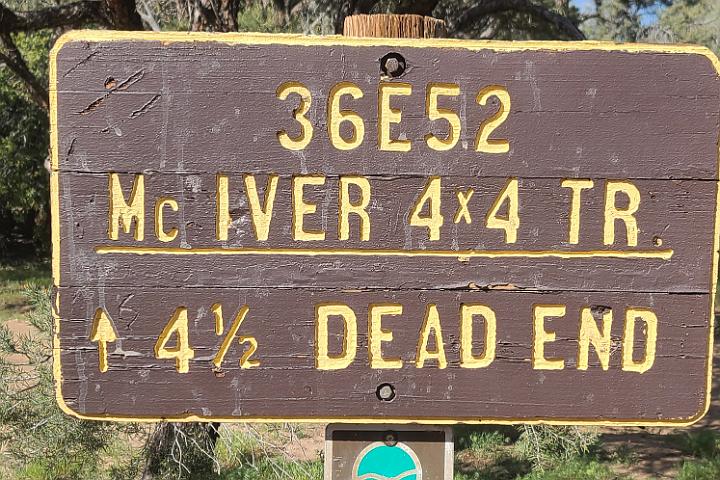 36E52
Mc IVER 4x4 TR.
↑ 4½ DEAD END